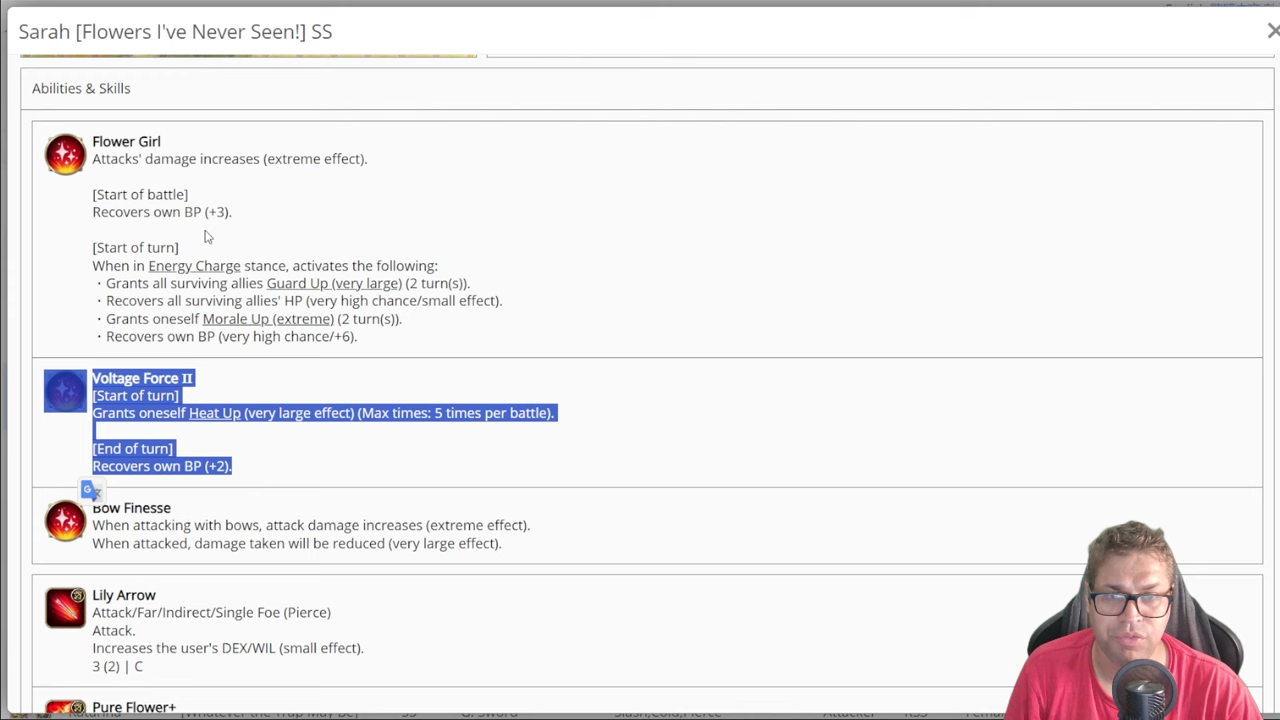 Sarah [Flowers I've Never Seen!] SS
Abilities & Skills
Flower Girl
Attacks' damage increases (extreme effect).
[Start of battle]
Recovers own BP (+3).
[Start of turn]
When in Energy Charge stance, activates the following:
・Grants all surviving allies Guard Up (very large) (2 turn(s)).
・Recovers all surviving allies' HP (very high chance/small effect).
・Grants oneself Morale Up (extreme) (2 turn(s)).
・Recovers own BP (very high chance/+6).
Voltage Force II
[Start of turn]
Grants oneself Heat Up (very large effect) (Max times: 5 times per battle).
[End of turn]
Recovers own BP (+2).
Bow Finesse
When attacking with bows, attack damage increases (extreme effect).
When attacked, damage taken will be reduced (very large effect).
Lily Arrow
Attack/Far/Indirect/Single Foe (Pierce)
Attack.
Increases the user's DEX/WIL (small effect).
3 (2) | C
Pure Flower+